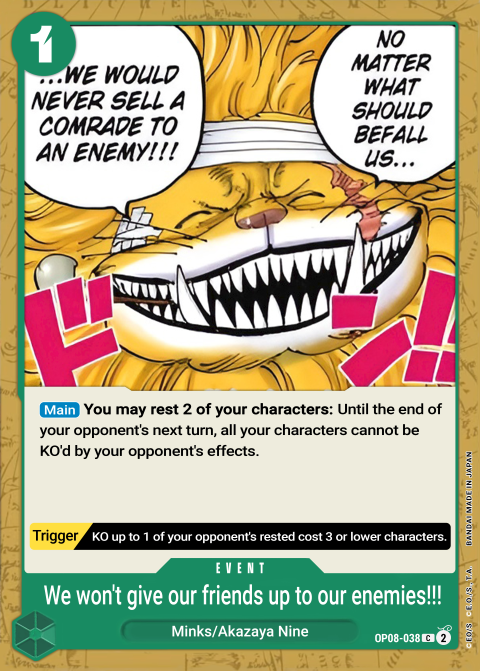 1
...WE WOULD
NEVER SELL A
COMRADE TO
AN ENEMY!!!
NO
MATTER
WHAT
SHOULD
BEFALL
US...
ドン!!
Main You may rest 2 of your characters: Until the end of
your opponent's next turn, all your characters cannot be
KO'd by your opponent's effects.
Trigger KO up to 1 of your opponent's rested cost 3 or lower characters.
EVENT
We won't give our friends up to our enemies!!!
Minks/Akazaya Nine
OP08-038 C 2
©E.O./S. ©E.O./S., T.A. BANDAI MADE IN JAPAN